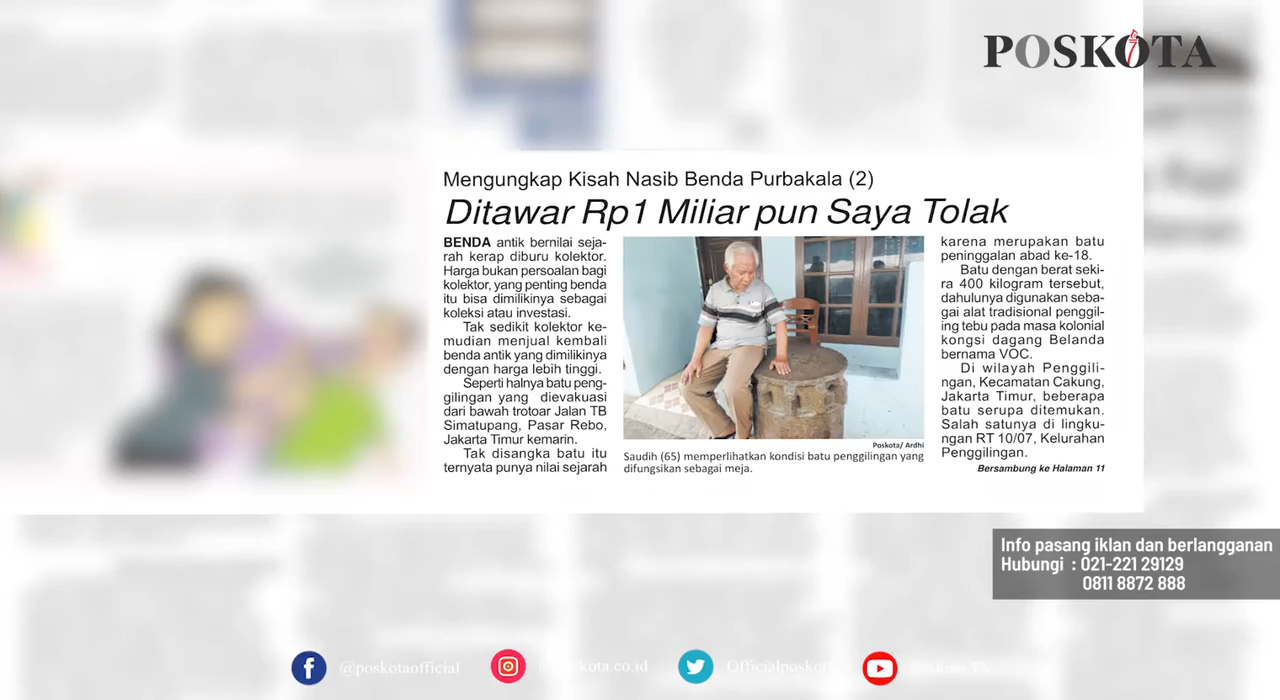 POSKOTA
Mengungkap Kisah Nasib Benda Purbakala (2)
Ditawar Rp1 Miliar pun Saya Tolak
BENDA antik bernilai seja-
rah kerap diburu kolektor.
Harga bukan persoalan bagi
kolektor, yang penting benda
itu bisa dimilikinya sebagai
koleksi atau investasi.
Tak sedikit kolektor ke-
mudian menjual kembali
benda antik yang dimilikinya
dengan harga lebih tinggi.
Seperti halnya batu peng-
gilingan yang dievakuasi
dari bawah trotoar Jalan TB
Simatupang, Pasar Rebo,
Jakarta Timur kemarin.
Tak disangka batu itu
ternyata punya nilai sejarah
Poskota/ Ardhi
Saudih (65) memperlihatkan kondisi batu penggilingan yang
difungsikan sebagai meja.
karena merupakan batu
peninggalan abad ke-18.
Batu dengan berat seki-
ra 400 kilogram tersebut,
dahulunya digunakan seba-
gai alat tradisional penggil-
ing tebu pada masa kolonial
kongsi dagang Belanda
bernama VOC.
Di wilayah Penggili-
ngan, Kecamatan Cakung,
Jakarta Timur, beberapa
batu serupa ditemukan.
Salah satunya di lingku-
ngan RT 10/07, Kelurahan
Penggilingan.
Bersambung ke Halaman 11
Info pasang iklan dan berlangganan
Hubungi : 021-221 29129
0811 8872 888
@poskotaofficial